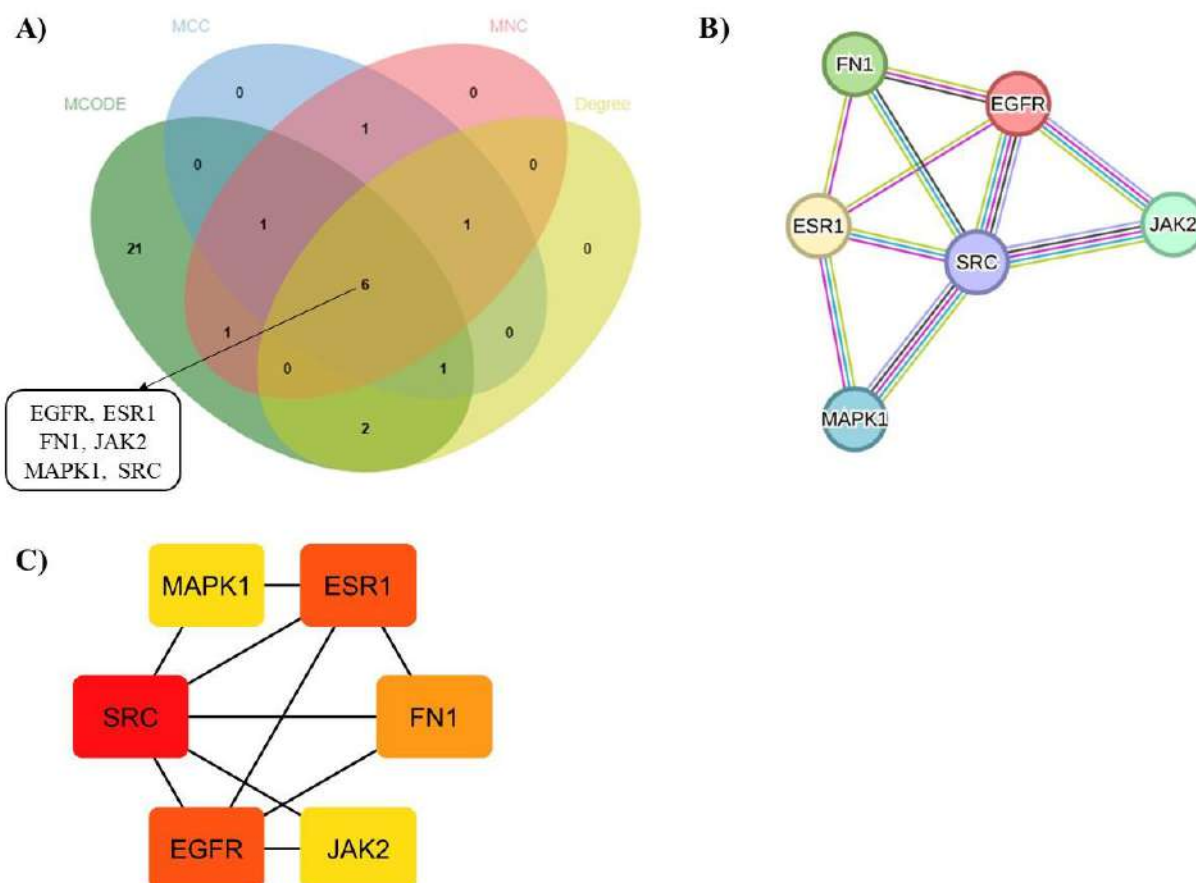 A)
MCC
MNC
MCODE
Degree
0
0
1
0
0
21
1
1
0
6
1
0
0
1
2
EGFR, ESR1
FN1, JAK2
MAPK1, SRC
B)
FN1
EGFR
ESR1
JAK2
SRC
MAPK1
C)
MAPK1
ESR1
SRC
FN1
EGFR
JAK2